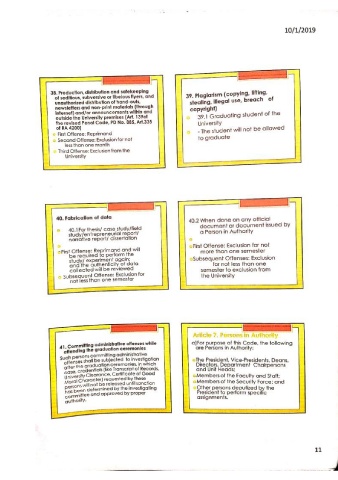 10/1/2019
38. Production, distribution and safekeeping
of seditious, subversive or libelous flyers, and
unauthorized distribution of hand-outs,
newsletters and non-print materials (through
internet) and/or announcements within and
outside the University premises (Art. 139of
the revised Penal Code, PD No. 885, Art.335
of RA 4200)
First Offense: Reprimand
Second Offense: Exclusion for not
less than one month
Third Offense: Exclusion from the
University
39. Plagiarism (copying, lifting,
stealing, illegal use, breach of
copyright)
39.1 Graduating student of the
University
- The student will not be allowed
to graduate
40. Fabrication of data
40.1 For thesis/ case study/field
study/entrepreneurial report/
narrative report/ dissertation
First Offense: Reprimand and will
be required to perform the
study/ experiment again;
and the authenticity of data
collected will be reviewed
Subsequent Offenses: Exclusion for
not less than one semester
40.2 When done on any official
document or document issued by
a Person in Authority
First Offense: Exclusion for not
more than one semester
Subsequent Offenses: Exclusion
for not less than one
semester to exclusion from
the University
41. Committing administrative offenses while
attending the graduation ceremonies
Such persons committing administrative
offenses shall be subjected to investigation
after the graduation ceremonies, in which
case, credentials (like Transcript of Records,
University Clearance, Certificate of Good
Moral Character) requested by these
persons will not be released until sanction
has been determined by the investigating
committee and approved by proper
authority.
Article 7. Persons in Authority
a) For purpose of this Code, the following
are Persons in Authority:
The President, Vice-Presidents, Deans,
Directors, Department Chairpersons
and Unit Heads;
Members of the Faculty and Staff;
Members of the Security Force; and
Other persons deputized by the
President to perform specific
assignments.
11